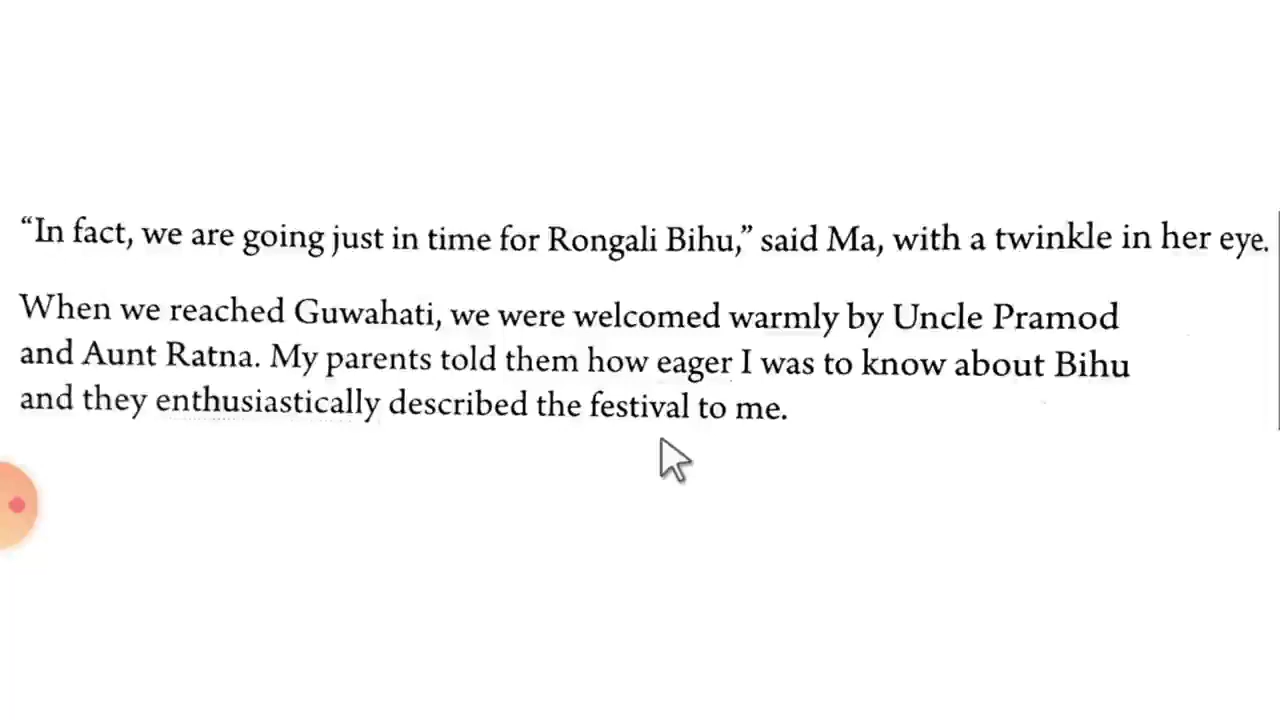 “In fact, we are going just in time for Rongali Bihu,” said Ma, with a twinkle in her eye.
When we reached Guwahati, we were welcomed warmly by Uncle Pramod
and Aunt Ratna. My parents told them how eager I was to know about Bihu
and they enthusiastically described the festival to me.